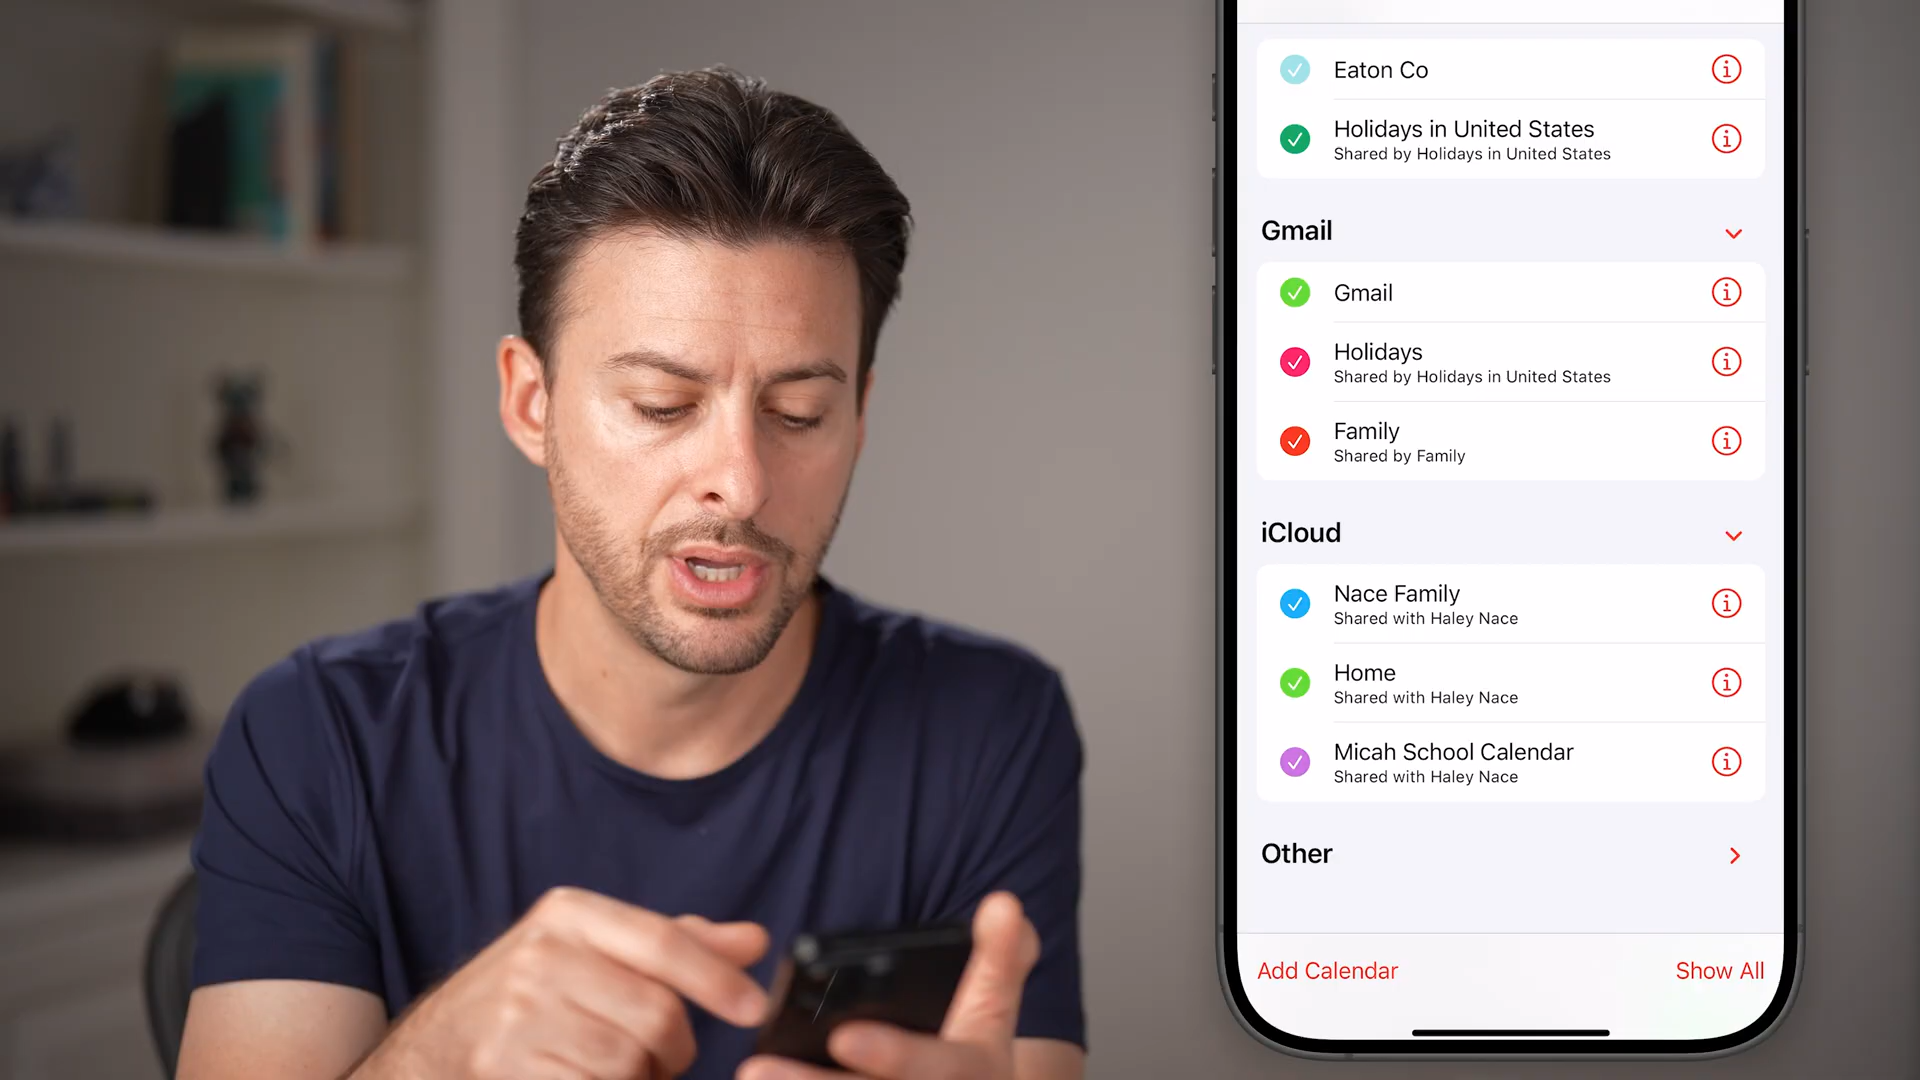 Eaton Co
Holidays in United States
Shared by Holidays in United States
Gmail
Gmail
Holidays
Shared by Holidays in United States
Family
Shared by Family
iCloud
Nace Family
Shared with Haley Nace
Home
Shared with Haley Nace
Micah School Calendar
Shared with Haley Nace
Other
Add Calendar
Show All